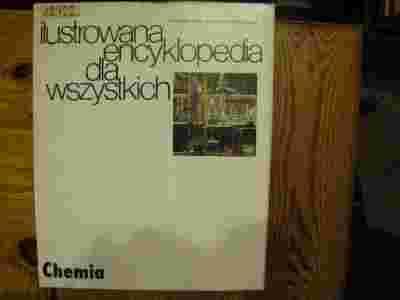 ilustrowana
encyklopedia
dla
wszystkich
Chemia